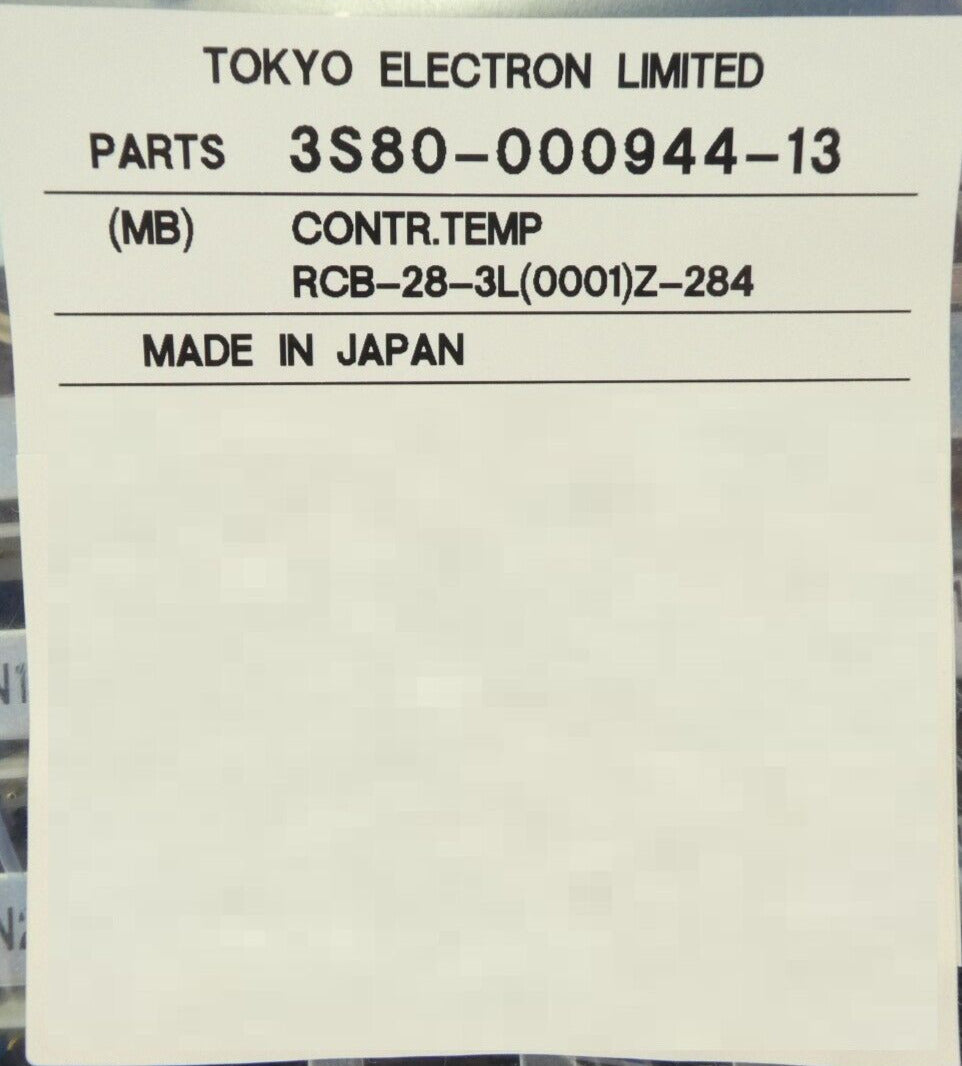 TOKYO ELECTRON LIMITED
PARTS 3S80-000944-13
(MB) CONTR.TEMP
RCB-28-3L(0001)Z-284
MADE IN JAPAN